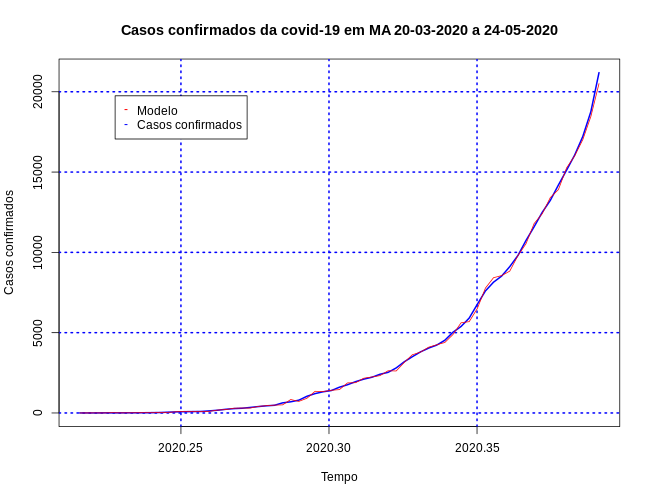 Casos confirmados da covid-19 em MA 20-03-2020 a 24-05-2020
20000
15000
10000
5000
0
Casos confirmados
- Modelo
- Casos confirmados
2020.25 2020.30 2020.35
Tempo